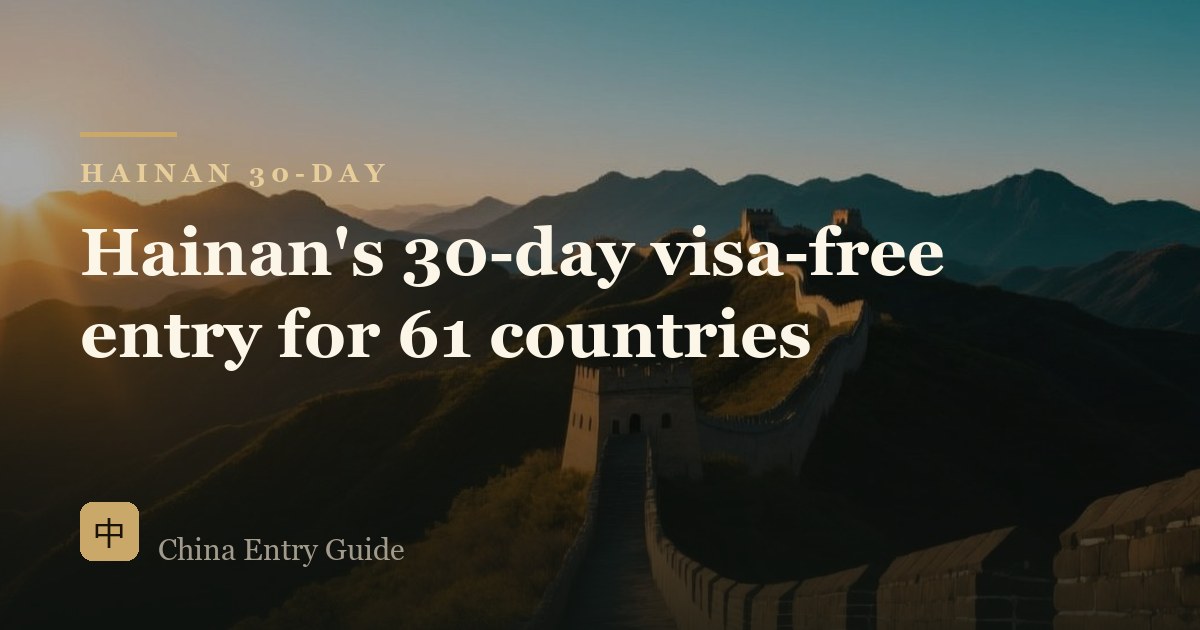 HAINAN 30-DAY
Hainan's 30-day visa-free
entry for 61 countries
中
China Entry Guide